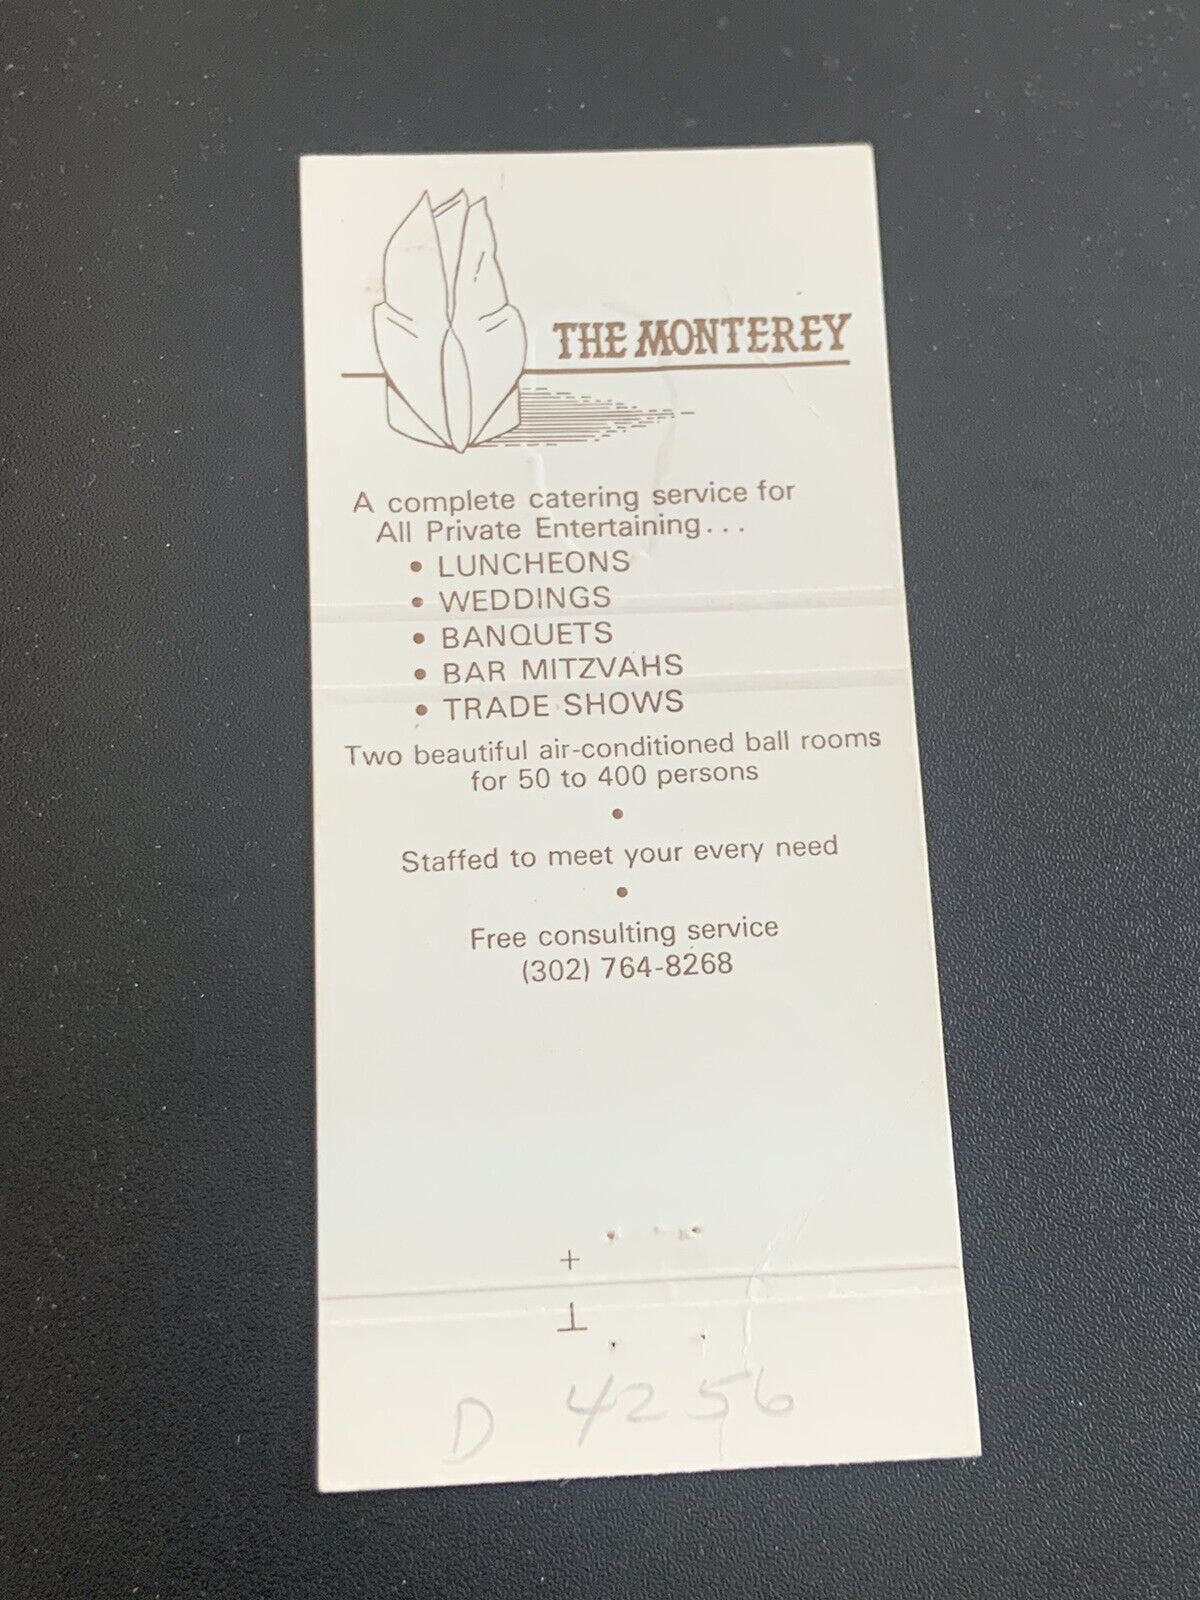 THE MONTEREY
A complete catering service for
All Private Entertaining...
• LUNCHEONS
• WEDDINGS
• BANQUETS
• BAR MITZVAHS
• TRADE SHOWS
Two beautiful air-conditioned ball rooms
for 50 to 400 persons
•
Staffed to meet your every need
•
Free consulting service
(302) 764-8268
D 4256